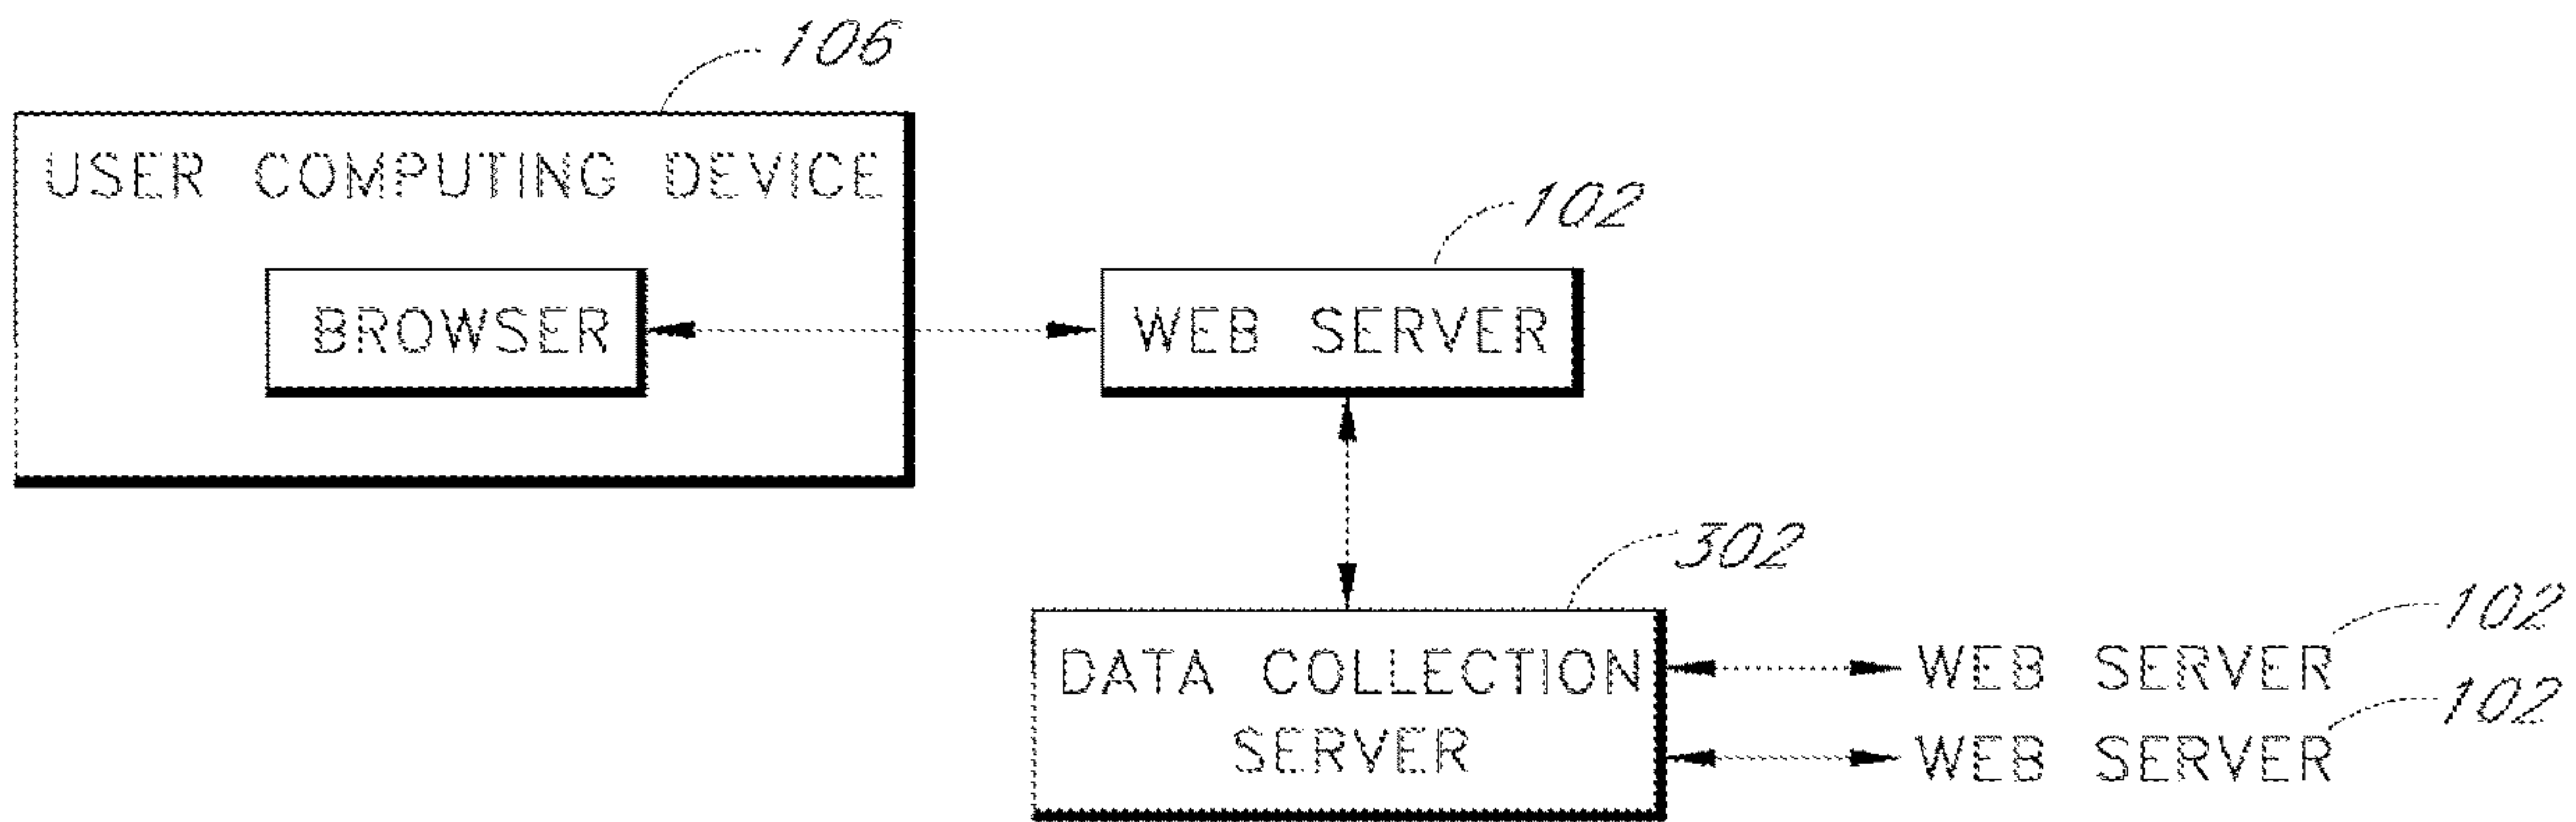 106
USER COMPUTING DEVICE
102
BROWSER
WEB SERVER
302
102
DATA COLLECTION
WEB SERVER
102
SERVER
WEB SERVER